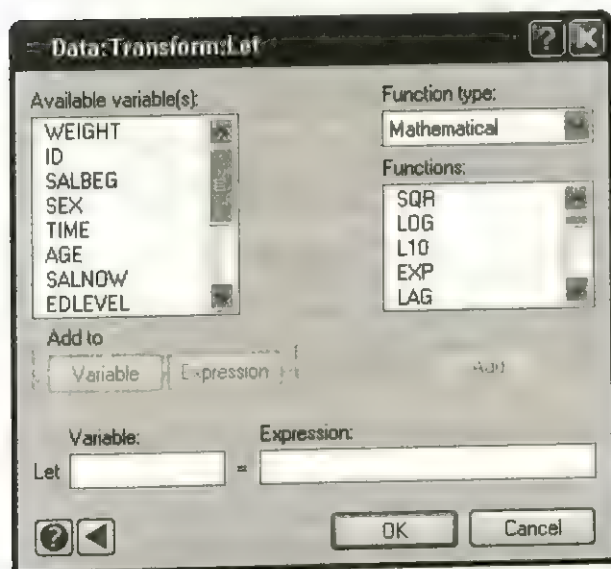 Data:Transform:Let
Available variable(s):
WEIGHT
ID
SALBEG
SEX
TIME
AGE
SALNOW
EDLEVEL
Function type:
Mathematical
Functions:
SQR
LOG
L10
EXP
LAG
Add to
Variable
Expression
Add
Variable:
Expression:
Let
=
OK
Cancel